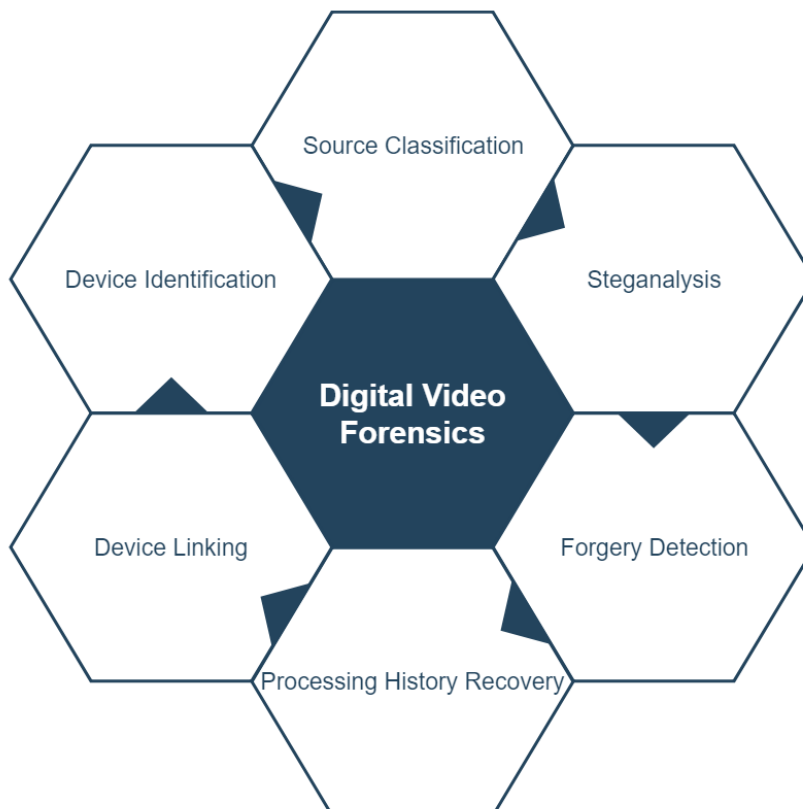 Source Classification
Device Identification
Steganalysis
Digital Video
Forensics
Device Linking
Forgery Detection
Processing History Recovery